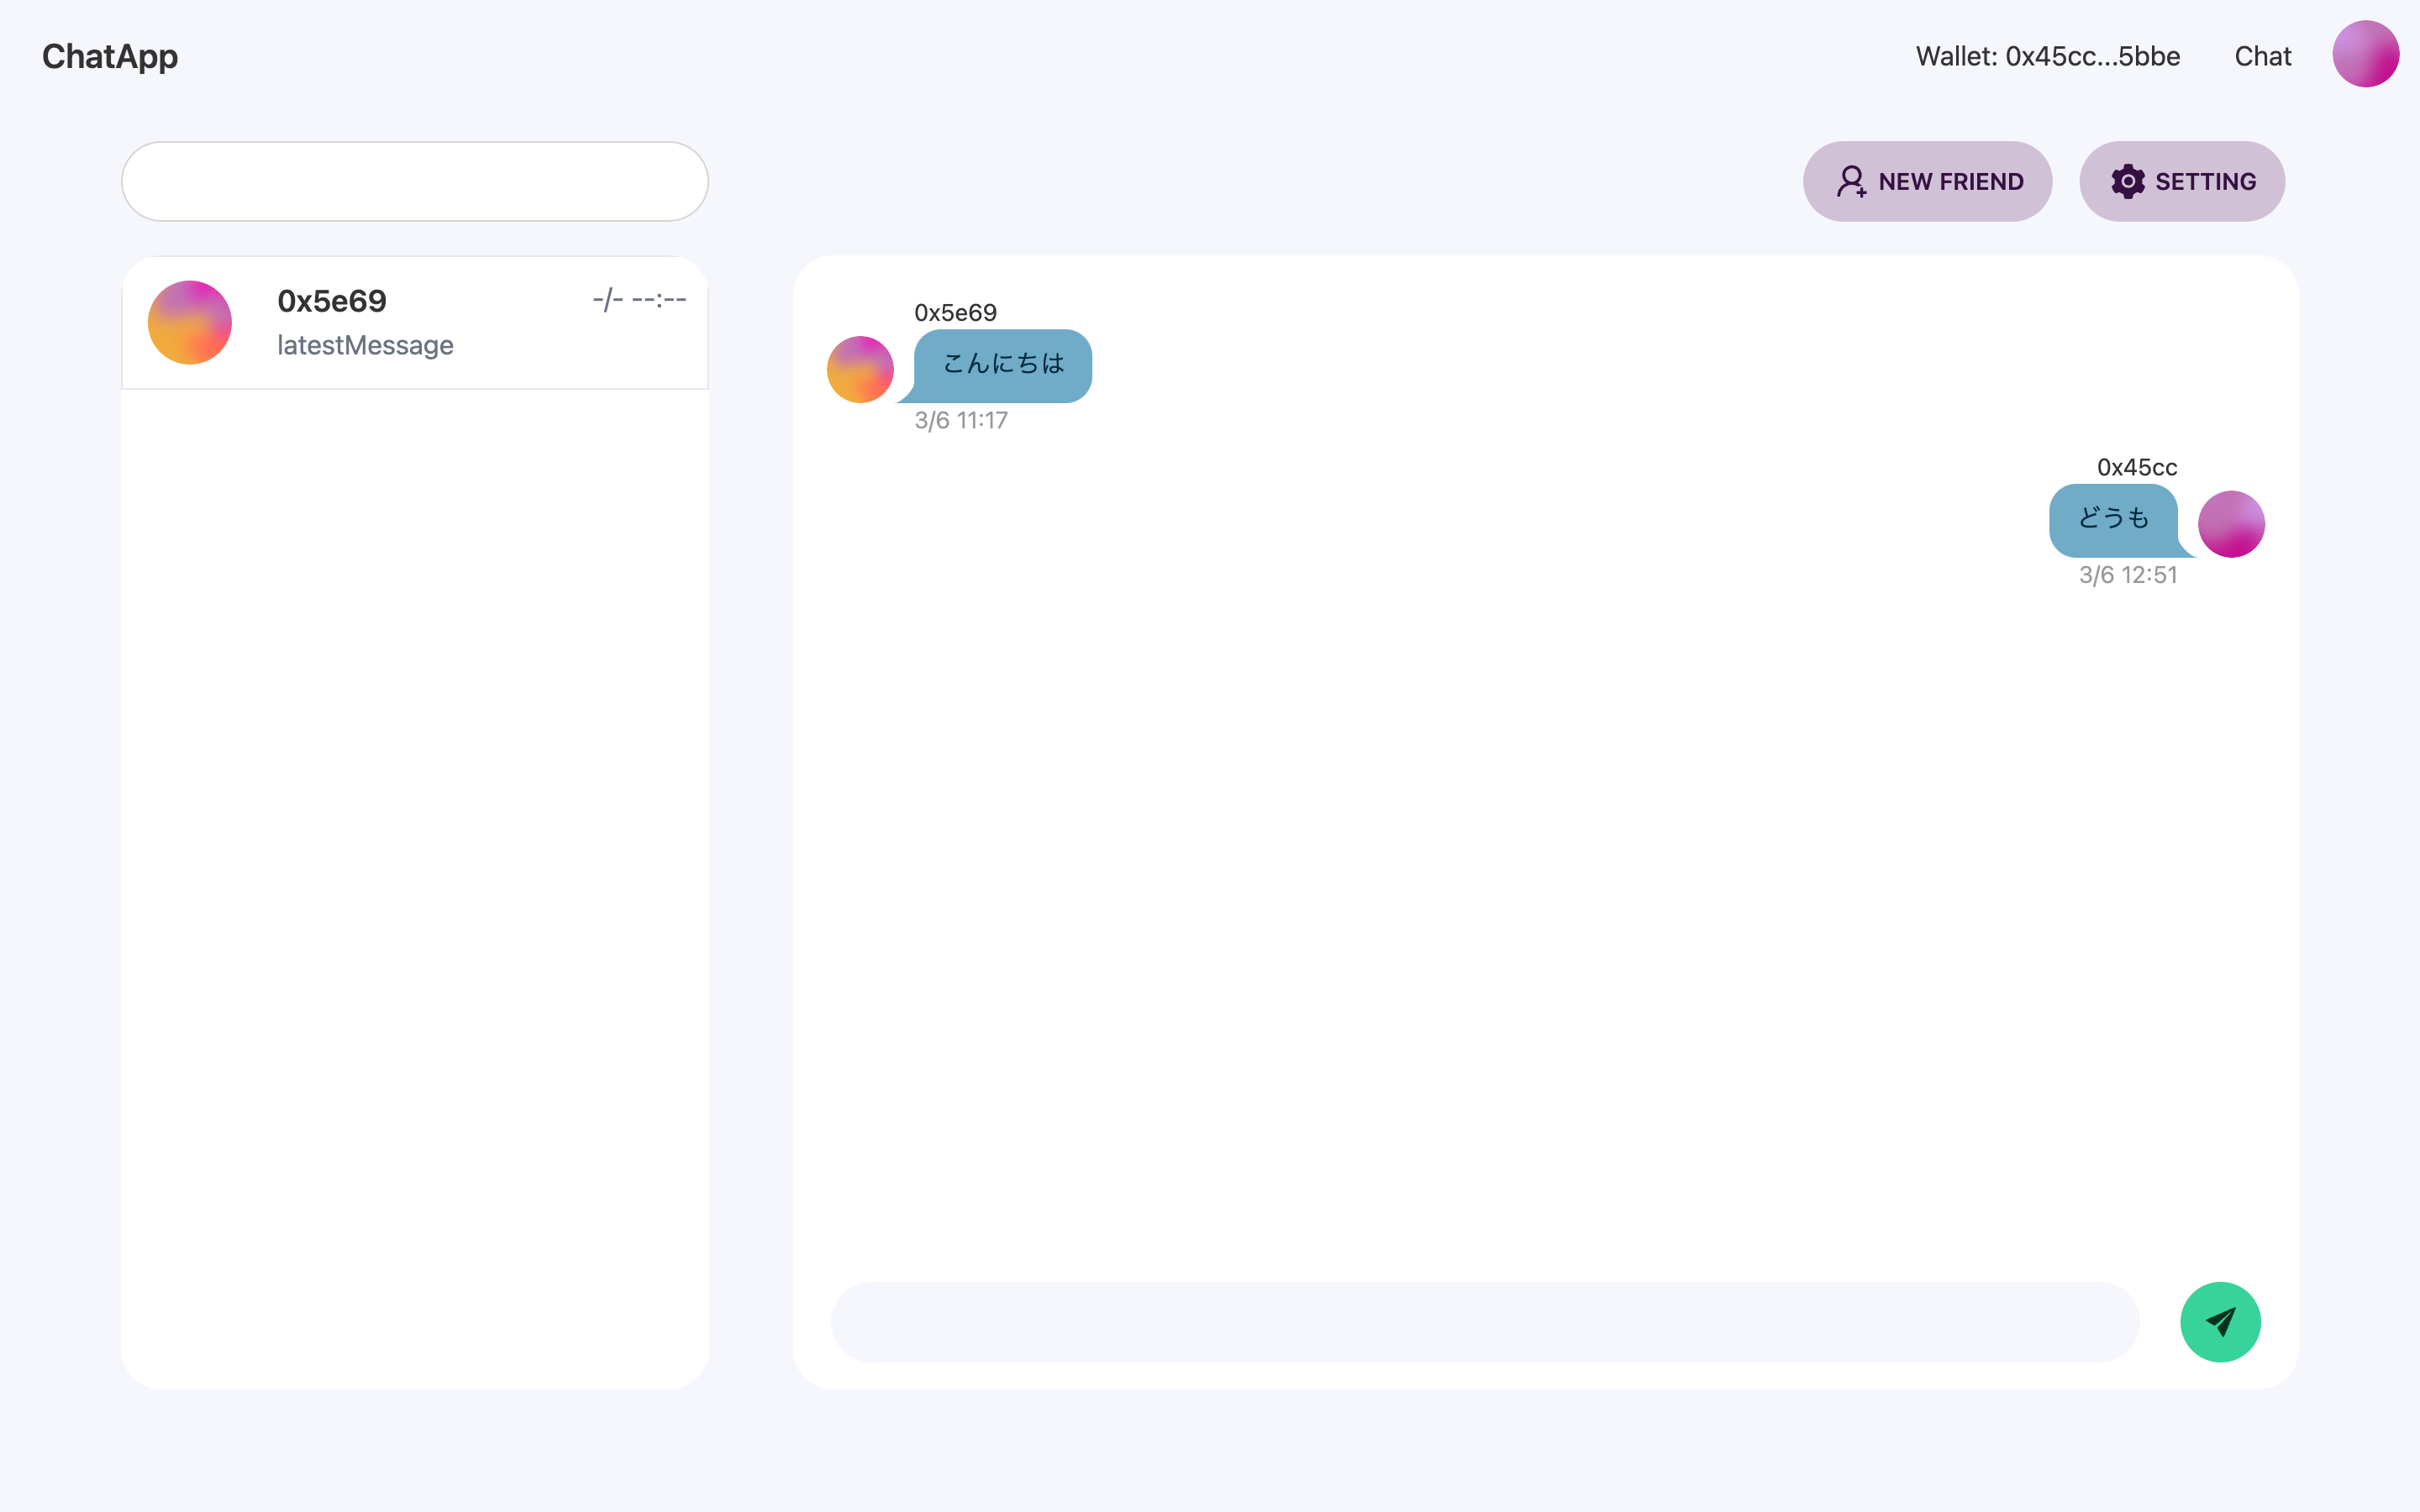 ChatApp
Wallet: 0x45cc...5bbe
Chat
NEW FRIEND
SETTING
0x5e69
-/- --:--
latestMessage
0x5e69
こんにちは
3/6 11:17
0x45cc
どうも
3/6 12:51